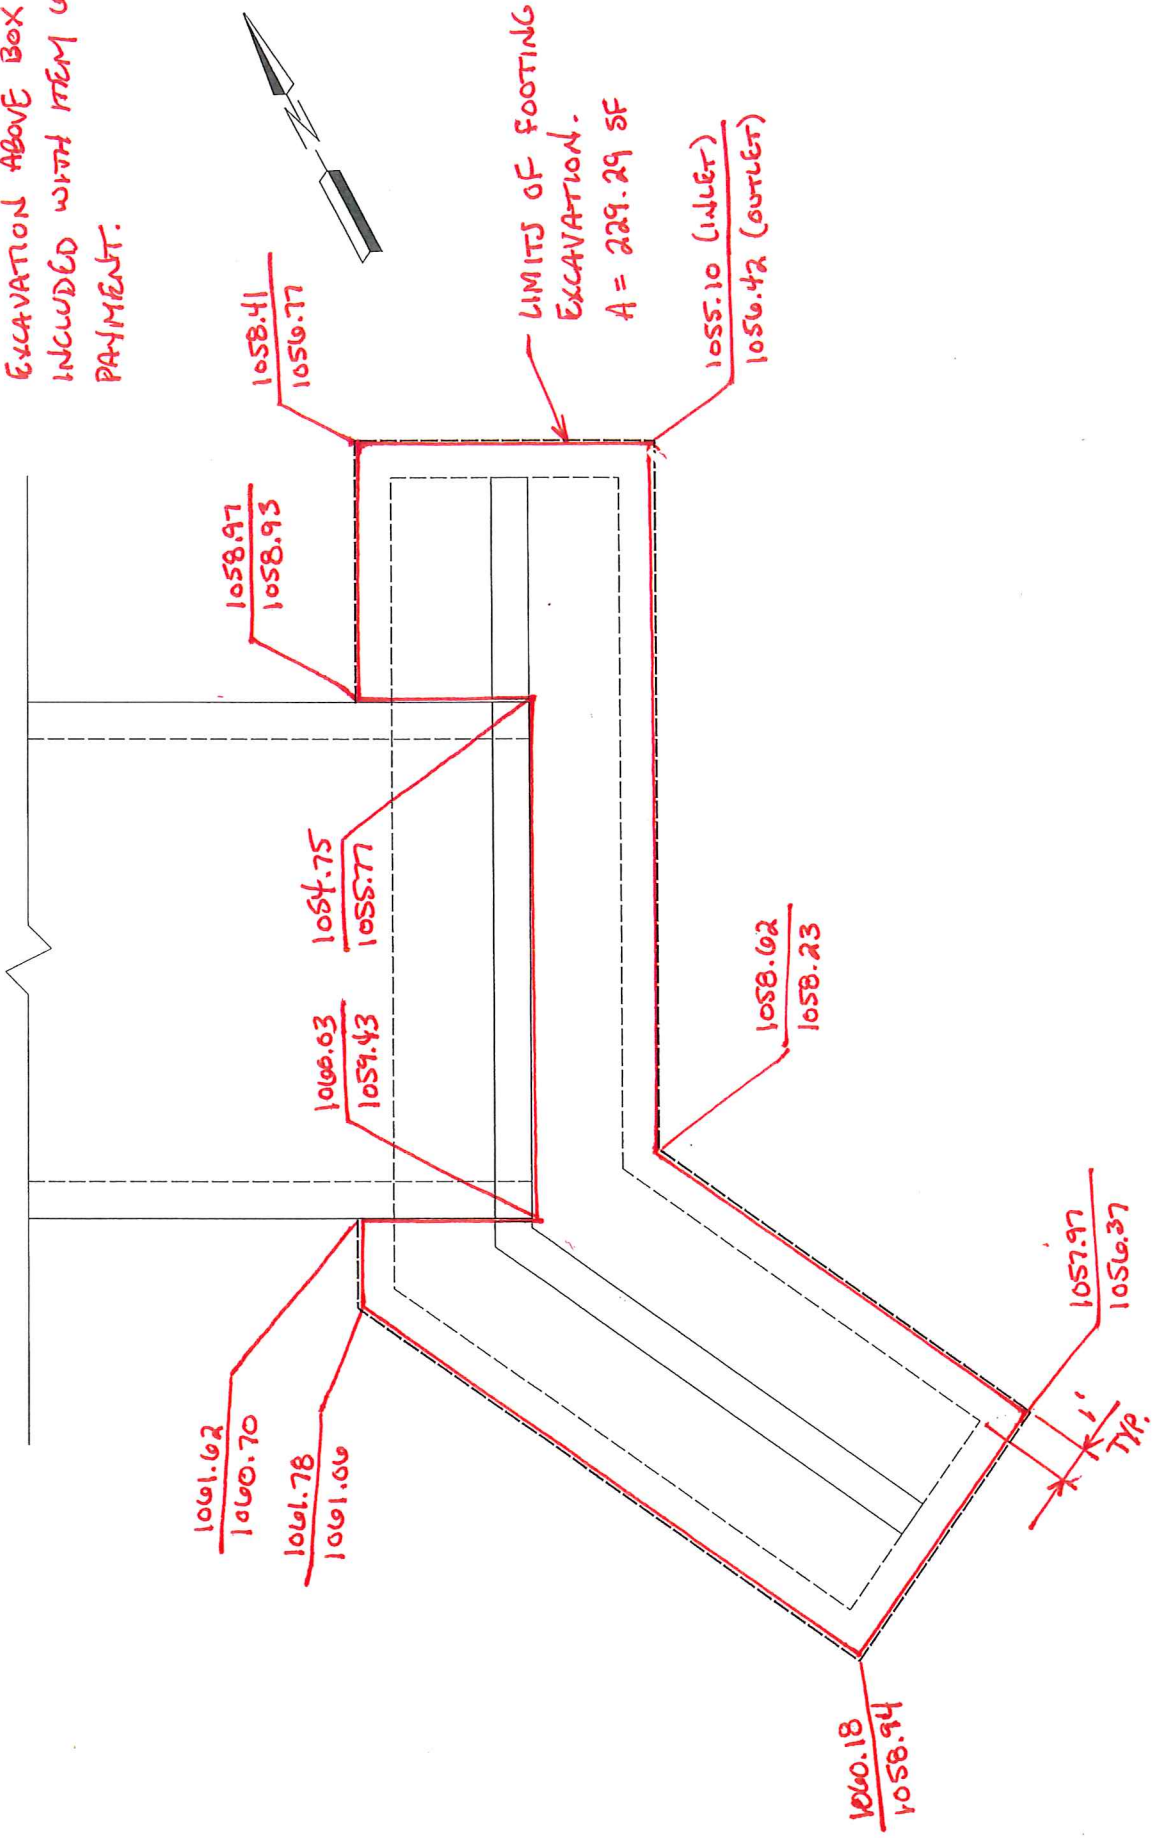 EXCAVATION ABOVE BOX
INCLUDED WITH ITEM
PAYMENT.
N
1058.41
1056.77
LIMITS OF FOOTING
EXCAVATION.
A = 229.29 SF
1055.10 (INLET)
1056.42 (OUTLET)
1058.97
1058.93
1054.75
1055.77
1060.03
1059.43
1058.62
1058.23
1061.62
1060.70
1061.78
1061.06
1057.97
1056.37
1'
TYP.
1060.18
1058.94